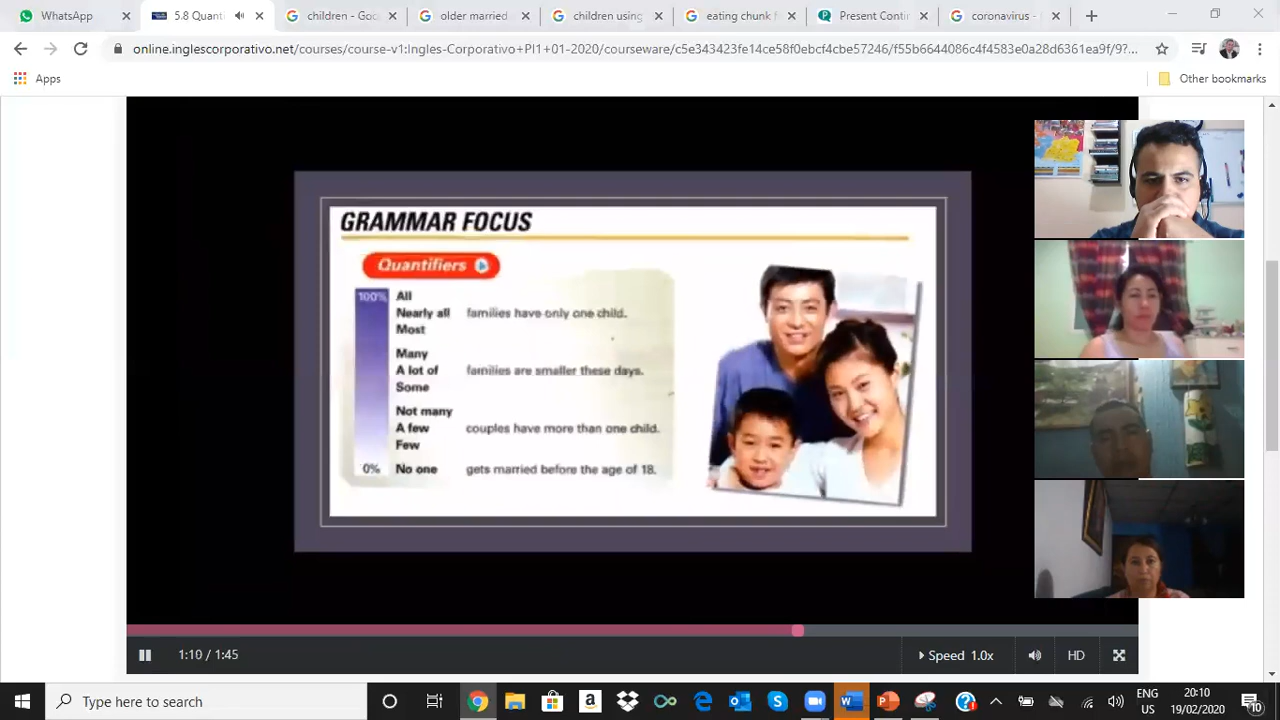 WhatsApp
5.8 Quanti
children - Goo
older married
children using
eating chunk f
Present Contin
coronavirus -
online.inglescorporativo.net/courses/course-v1:Ingles-Corporativo+PI1+01-2020/courseware/c5e343423fe14ce58f0ebcf4cbe57246/f55b6644086c4f4583e0a28d6361ea9f/9?...
Apps
Other bookmarks
GRAMMAR FOCUS
Quantifiers
100%
All
Nearly all families have only one child.
Most
Many
A lot of families are smaller these days.
Some
Not many
A few couples have more than one child.
Few
0% No one gets married before the age of 18.
1:10 / 1:45
Speed 1.0x
HD
Type here to search
ENG
US
20:10
19/02/2020
10